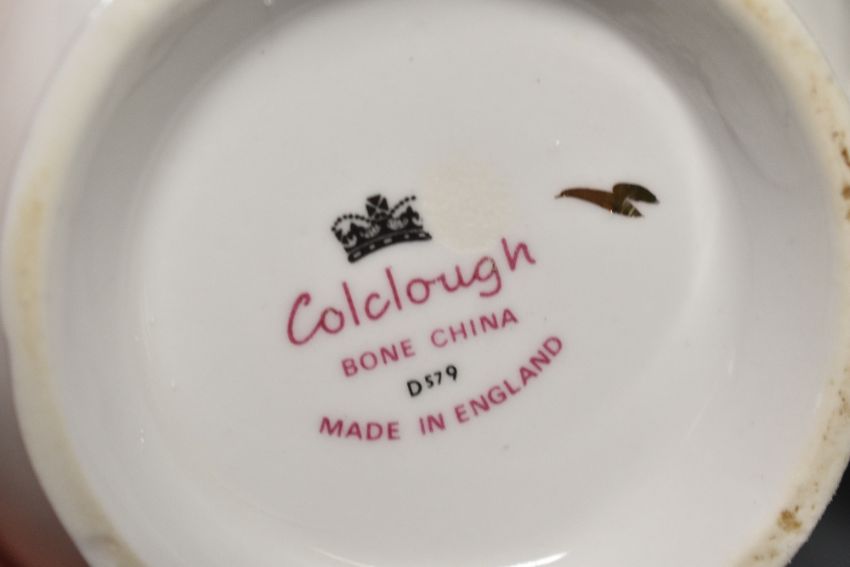 Colclough
BONE CHINA
D579
MADE IN ENGLAND